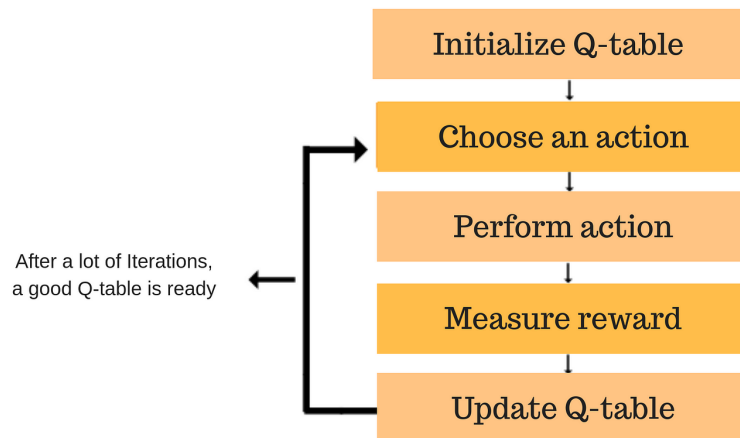 Initialize Q-table
Choose an action
Perform action
After a lot of Iterations,
a good Q-table is ready
Measure reward
Update Q-table